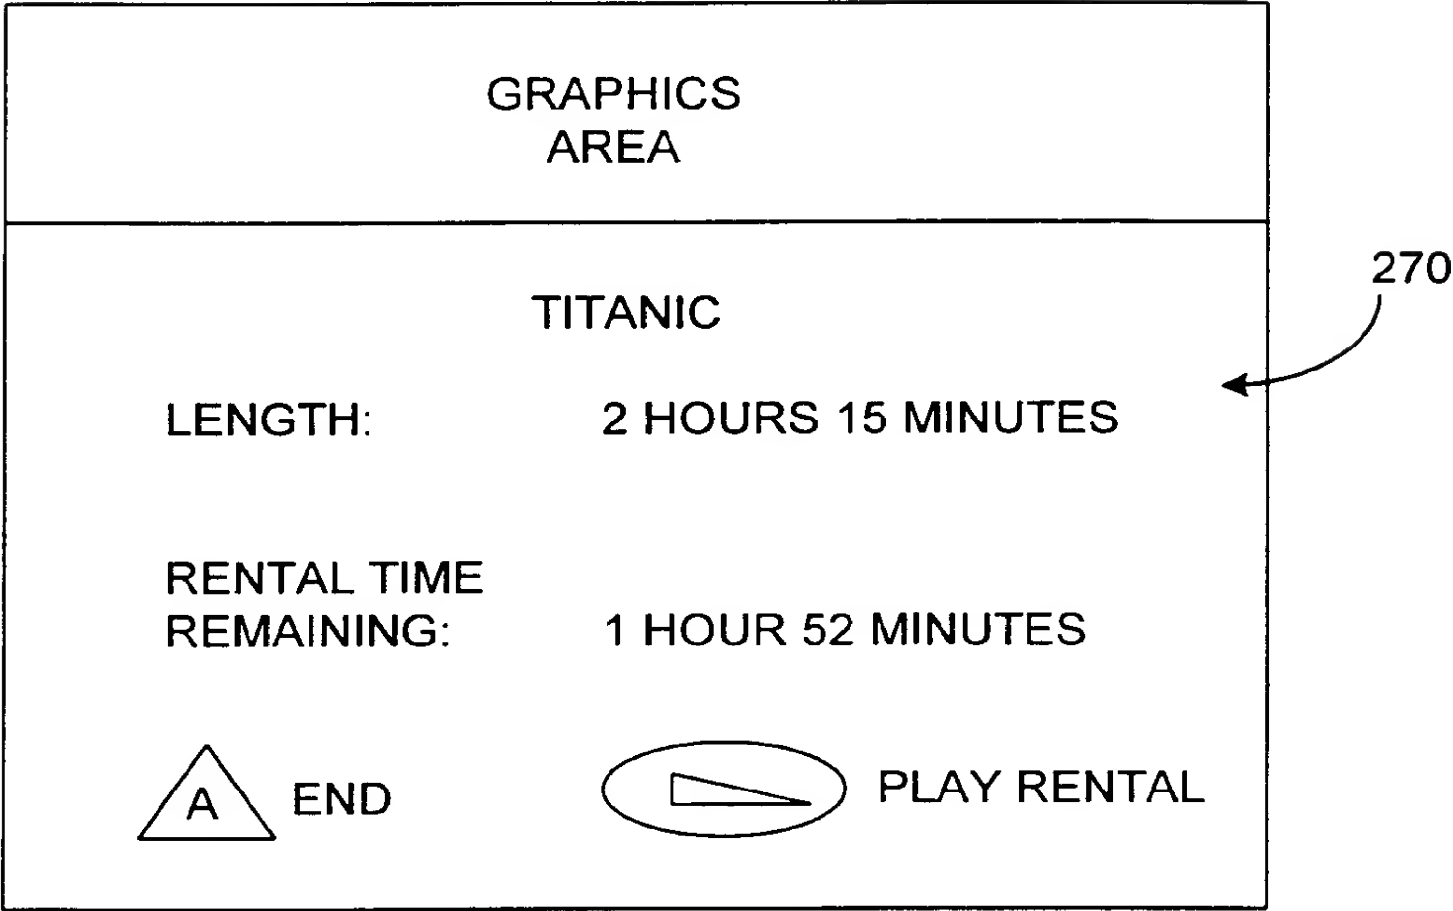 GRAPHICS
AREA
270
TITANIC
LENGTH: 2 HOURS 15 MINUTES
RENTAL TIME
REMAINING: 1 HOUR 52 MINUTES
A END PLAY RENTAL